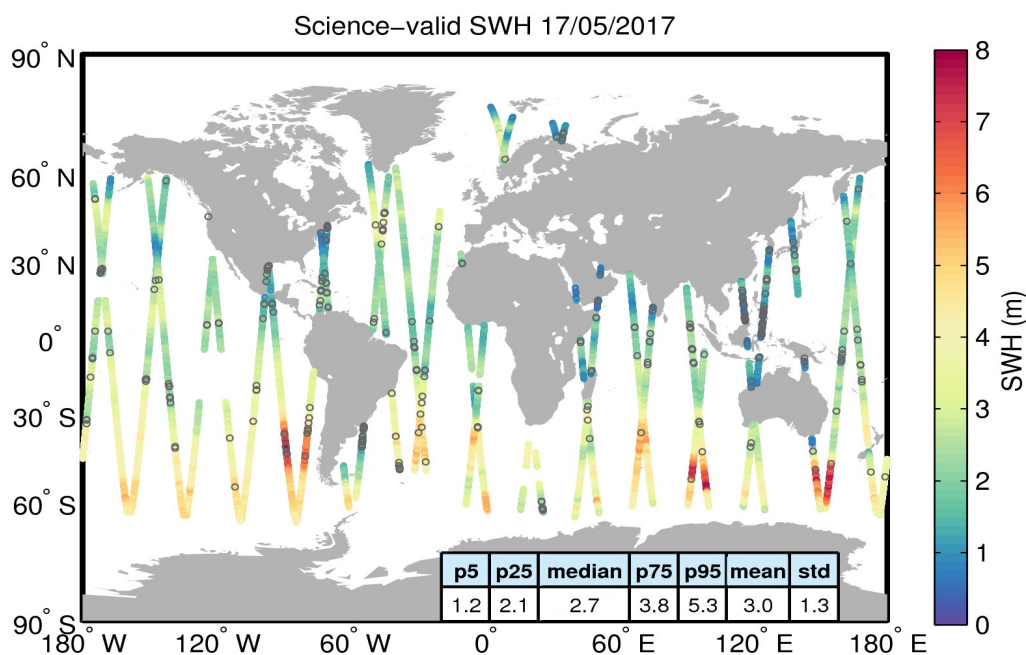 Science−valid SWH 17/05/2017
90° N
60° N
30° N
0°
30° S
60° S
90° S
180° W 120° W 60° W 0° 60° E 120° E 180° E
p5 p25 median p75 p95 mean std
1.2 2.1 2.7 3.8 5.3 3.0 1.3
8
7
6
5
4
3
2
1
0
SWH (m)